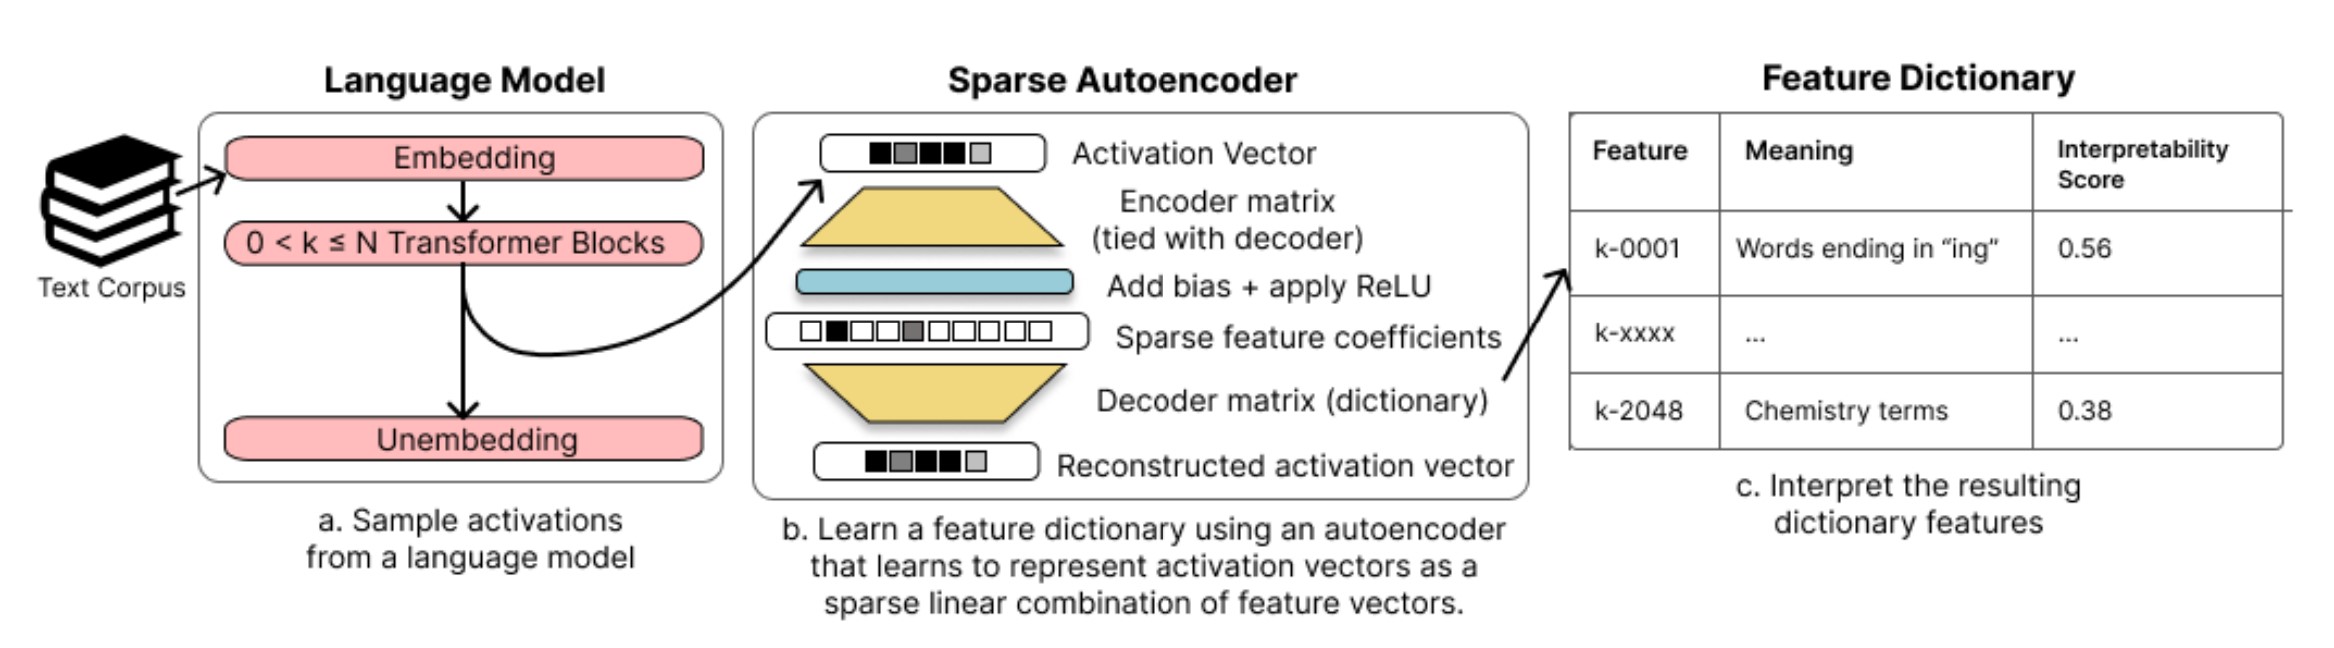 Language Model
Text Corpus
Embedding
0 < k ≤ N Transformer Blocks
Unembedding
a. Sample activations
from a language model
Sparse Autoencoder
Activation Vector
Encoder matrix
(tied with decoder)
Add bias + apply ReLU
Sparse feature coefficients
Decoder matrix (dictionary)
Reconstructed activation vector
b. Learn a feature dictionary using an autoencoder
that learns to represent activation vectors as a
sparse linear combination of feature vectors.
Feature Dictionary
Feature Meaning Interpretability
Score
k-0001 Words ending in “ing” 0.56
k-xxxx ... ...
k-2048 Chemistry terms 0.38
c. Interpret the resulting
dictionary features